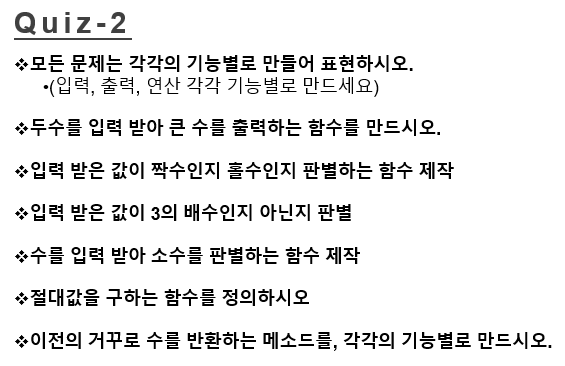 Quiz-2
❖모든 문제는 각각의 기능별로 만들어 표현하시오.
•(입력, 출력, 연산 각각 기능별로 만드세요)
❖두수를 입력 받아 큰 수를 출력하는 함수를 만드시오.
❖입력 받은 값이 짝수인지 홀수인지 판별하는 함수 제작
❖입력 받은 값이 3의 배수인지 아닌지 판별
❖수를 입력 받아 소수를 판별하는 함수 제작
❖절대값을 구하는 함수를 정의하시오
❖이전의 거꾸로 수를 반환하는 메소드를, 각각의 기능별로 만드시오.